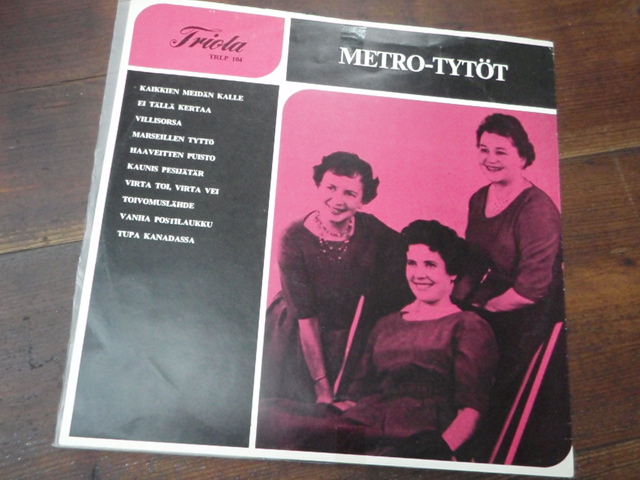 Triola
TRLP 104
METRO-TYTÖT
KAIKKIEN MEIDÄN KALLE
EI TÄLLÄ KERTAA
VILLISORSA
MARSEILLEN TYTTÖ
HAAVEITTEN PUISTO
KAUNIS PESIJÄTÄR
VIRTA TOI, VIRTA VEI
TOIVOMUSLÄHDE
VANHA POSTILAUKKU
TUPA KANADASSA